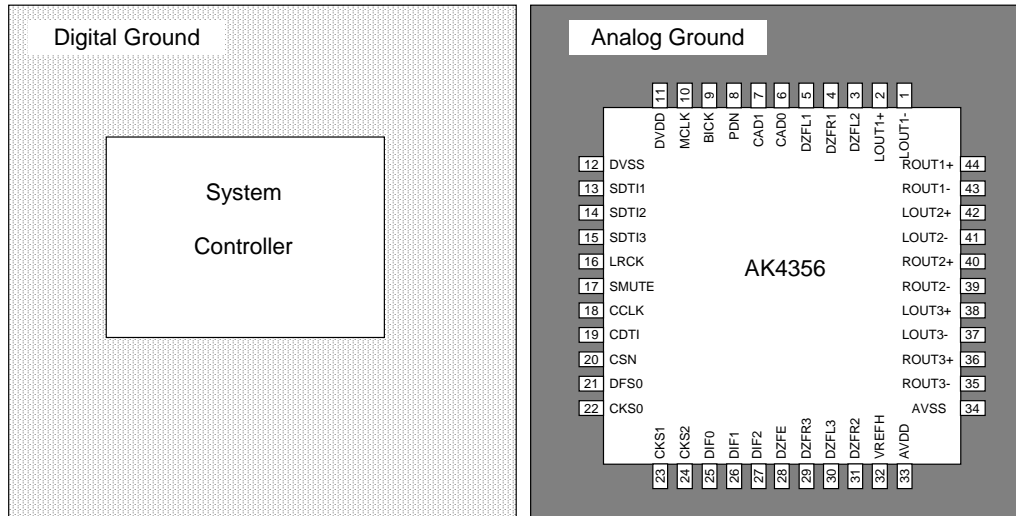 Digital Ground
System
Controller
Analog Ground
11 10 9 8 7 6 5 4 3 2 1
DVDD MCLK BICK PDN CAD1 CAD0 DZFL1 DZFR1 DZFL2 LOUT1+ LOUT1-
12 DVSS
13 SDTI1
14 SDTI2
15 SDTI3
16 LRCK
17 SMUTE
18 CCLK
19 CDTI
20 CSN
21 DFS0
22 CKS0
AK4356
ROUT1+ 44
ROUT1- 43
LOUT2+ 42
LOUT2- 41
ROUT2+ 40
ROUT2- 39
LOUT3+ 38
LOUT3- 37
ROUT3+ 36
ROUT3- 35
AVSS 34
CKS1 CKS2 DIF0 DIF1 DIF2 DZFE DZFR3 DZFL3 DZFR2 VREFH AVDD
23 24 25 26 27 28 29 30 31 32 33